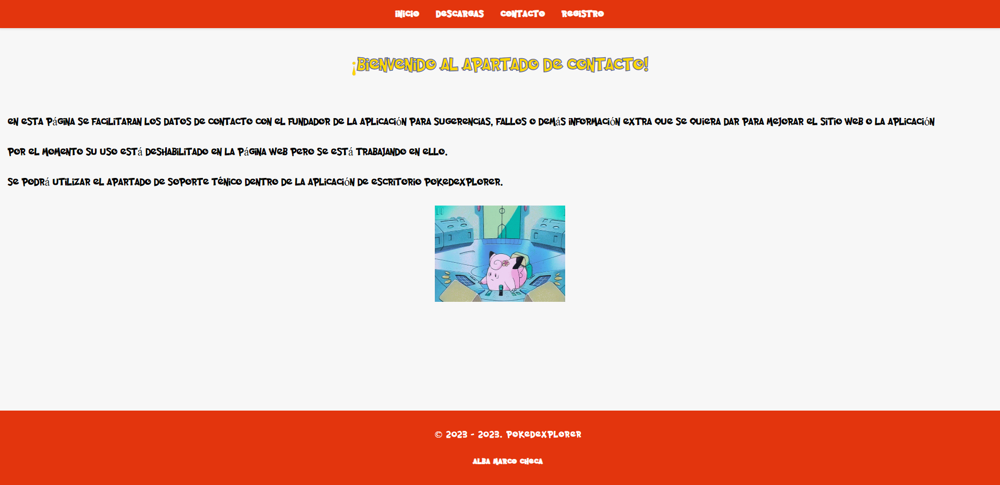 Inicio Descargas Contacto Registro
¡Bienvenido al apartado de contacto!
En esta página se facilitaran los datos de contacto con el fundador de la aplicación para sugerencias, fallos o demás información extra que se quiera dar para mejorar el sitio web o la aplicación
Por el momento su uso está deshabilitado en la página web pero se está trabajando en ello.
Se podrá utilizar el apartado de soporte ténico dentro de la aplicación de escritorio PokedexPlorer.
© 2023 - 2023. PokedexPlorer
Alba Marco Checa